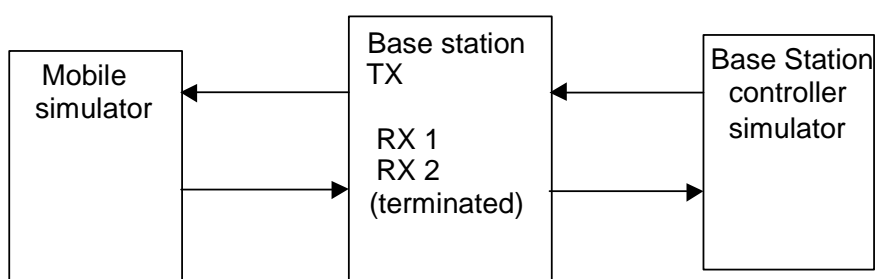 Mobile
simulator
Base station
TX
RX 1
RX 2
(terminated)
Base Station
controller
simulator